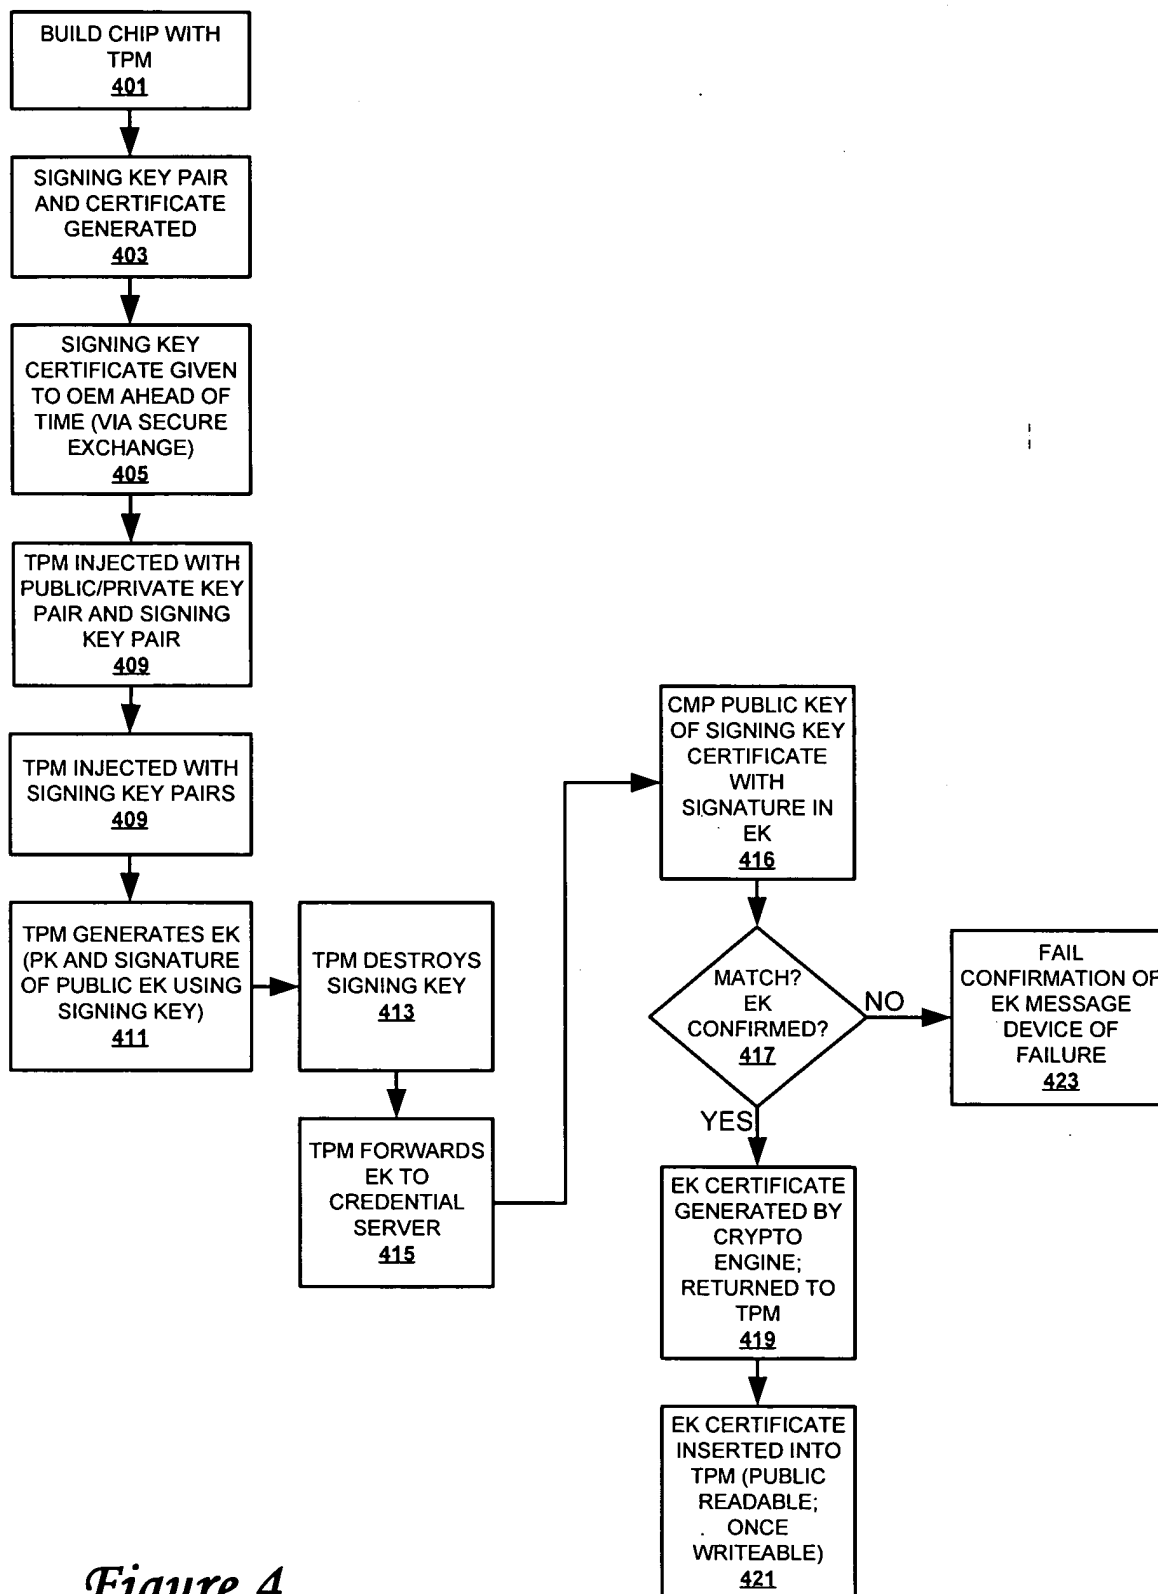 BUILD CHIP WITH
TPM
401
SIGNING KEY PAIR
AND CERTIFICATE
GENERATED
403
SIGNING KEY
CERTIFICATE GIVEN
TO OEM AHEAD OF
TIME (VIA SECURE
EXCHANGE)
405
TPM INJECTED WITH
PUBLIC/PRIVATE KEY
PAIR AND SIGNING
KEY PAIR
409
TPM INJECTED WITH
SIGNING KEY PAIRS
409
TPM GENERATES EK
(PK AND SIGNATURE
OF PUBLIC EK USING
SIGNING KEY)
411
TPM DESTROYS
SIGNING KEY
413
TPM FORWARDS
EK TO
CREDENTIAL
SERVER
415
CMP PUBLIC KEY
OF SIGNING KEY
CERTIFICATE
WITH
SIGNATURE IN
EK
416
MATCH?
EK
CONFIRMED?
417
NO
FAIL
CONFIRMATION OF
EK MESSAGE
DEVICE OF
FAILURE
423
YES
EK CERTIFICATE
GENERATED BY
CRYPTO
ENGINE;
RETURNED TO
TPM
419
EK CERTIFICATE
INSERTED INTO
TPM (PUBLIC
READABLE;
ONCE
WRITEABLE)
421
Figure 4